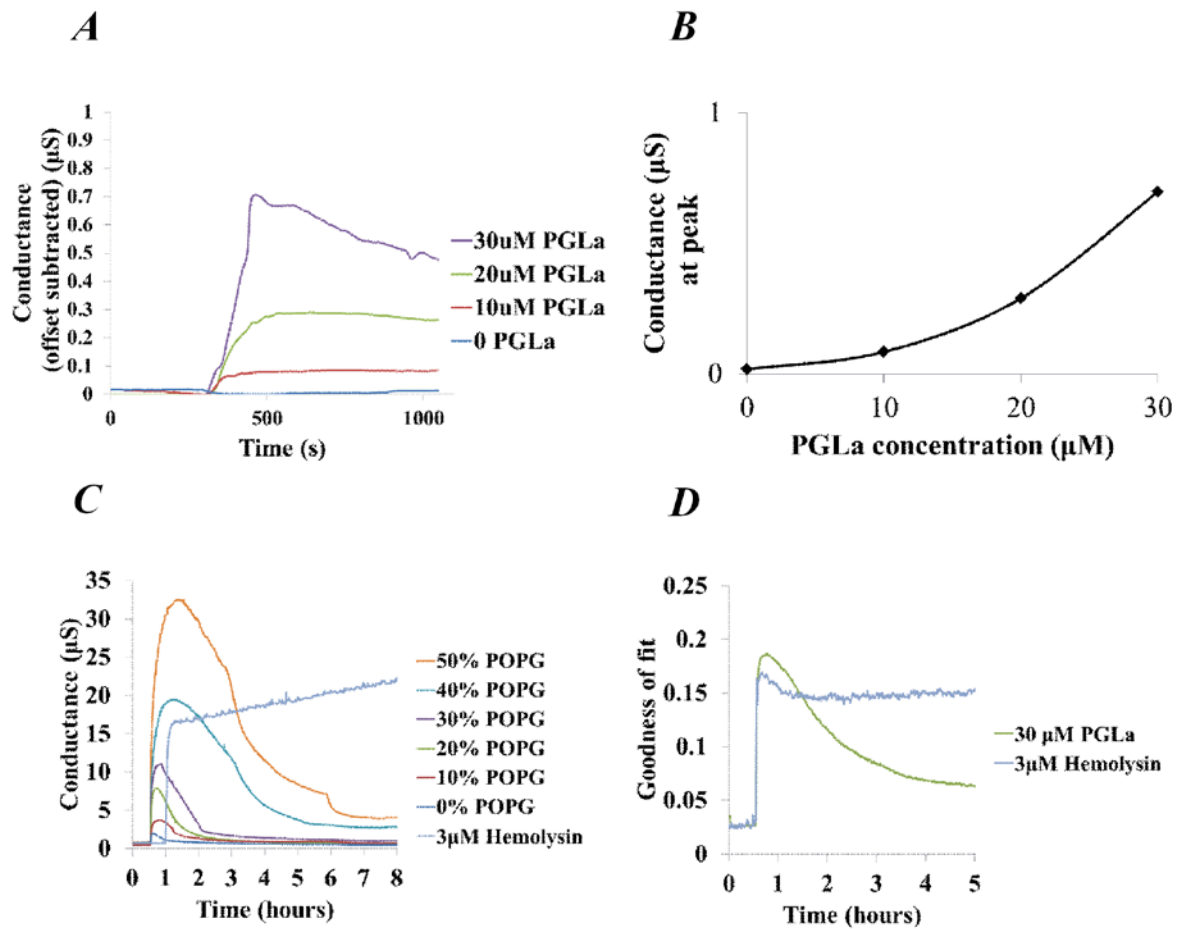 A
Conductance
(offset subtracted) (µS)
1
0.9
0.8
0.7
0.6
0.5
0.4
0.3
0.2
0.1
0
0 500 1000
Time (s)
30uM PGLa
20uM PGLa
10uM PGLa
0 PGLa
B
Conductance (µS)
at peak
1
0
0 10 20 30
PGLa concentration (µM)
C
Conductance (µS)
35
30
25
20
15
10
5
0
0 1 2 3 4 5 6 7 8
Time (hours)
50% POPG
40% POPG
30% POPG
20% POPG
10% POPG
0% POPG
3µM Hemolysin
D
Goodness of fit
0.25
0.2
0.15
0.1
0.05
0
0 1 2 3 4 5
Time (hours)
30 µM PGLa
3µM Hemolysin